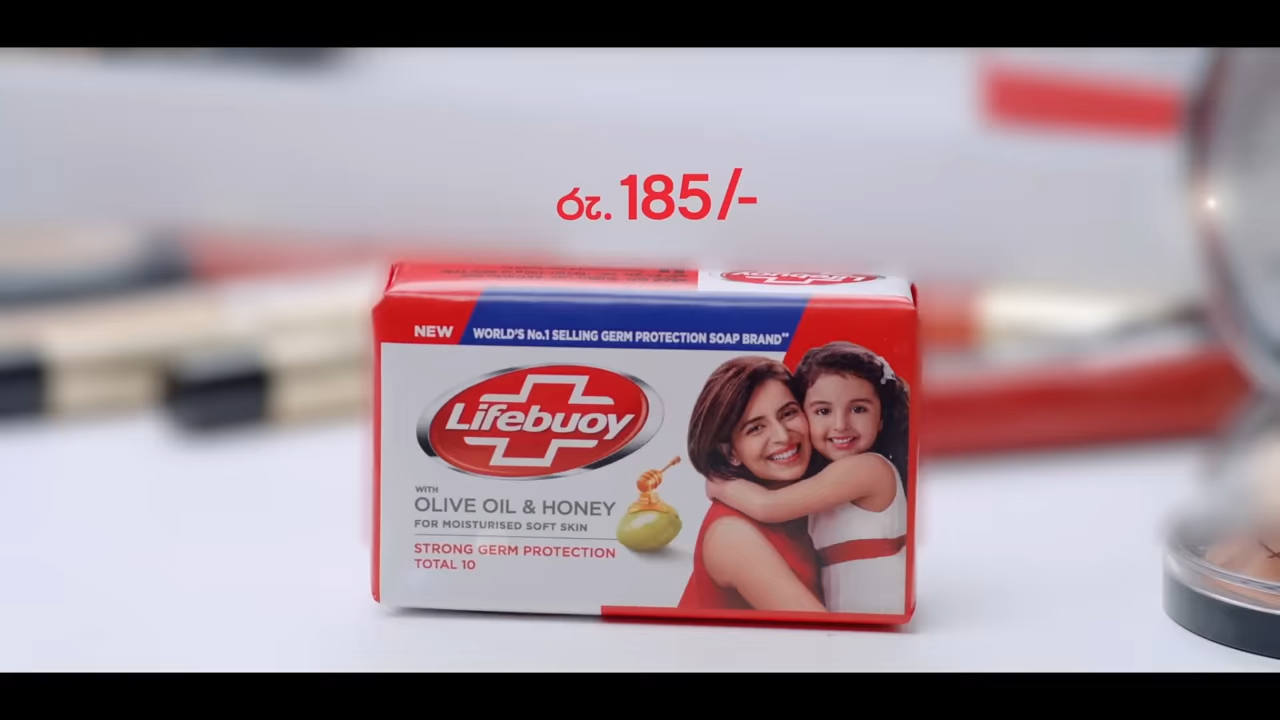 රු. 185/-
Lifebuoy
NEW
WORLD'S No.1 SELLING GERM PROTECTION SOAP BRAND**
Lifebuoy
WITH
OLIVE OIL & HONEY
FOR MOISTURISED SOFT SKIN
STRONG GERM PROTECTION
TOTAL 10